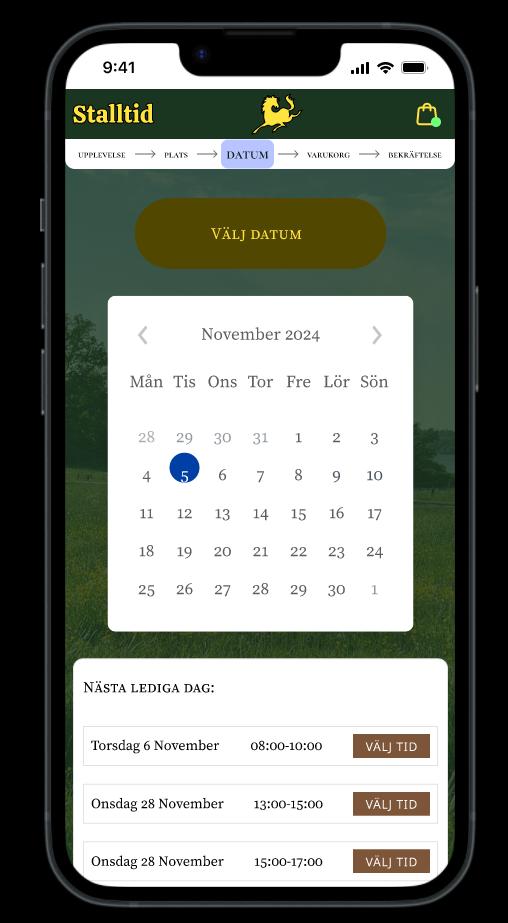 9:41
Stalltid
UPPLEVELSE PLATS DATUM VARUKORG BEKRÄFTELSE
VÄLJ DATUM
November 2024
Mån Tis Ons Tor Fre Lör Sön
28 29 30 31 1 2 3
4 5 6 7 8 9 10
11 12 13 14 15 16 17
18 19 20 21 22 23 24
25 26 27 28 29 30 1
NÄSTA LEDIGA DAG:
Torsdag 6 November 08:00-10:00 VÄLJ TID
Onsdag 28 November 13:00-15:00 VÄLJ TID
Onsdag 28 November 15:00-17:00 VÄLJ TID